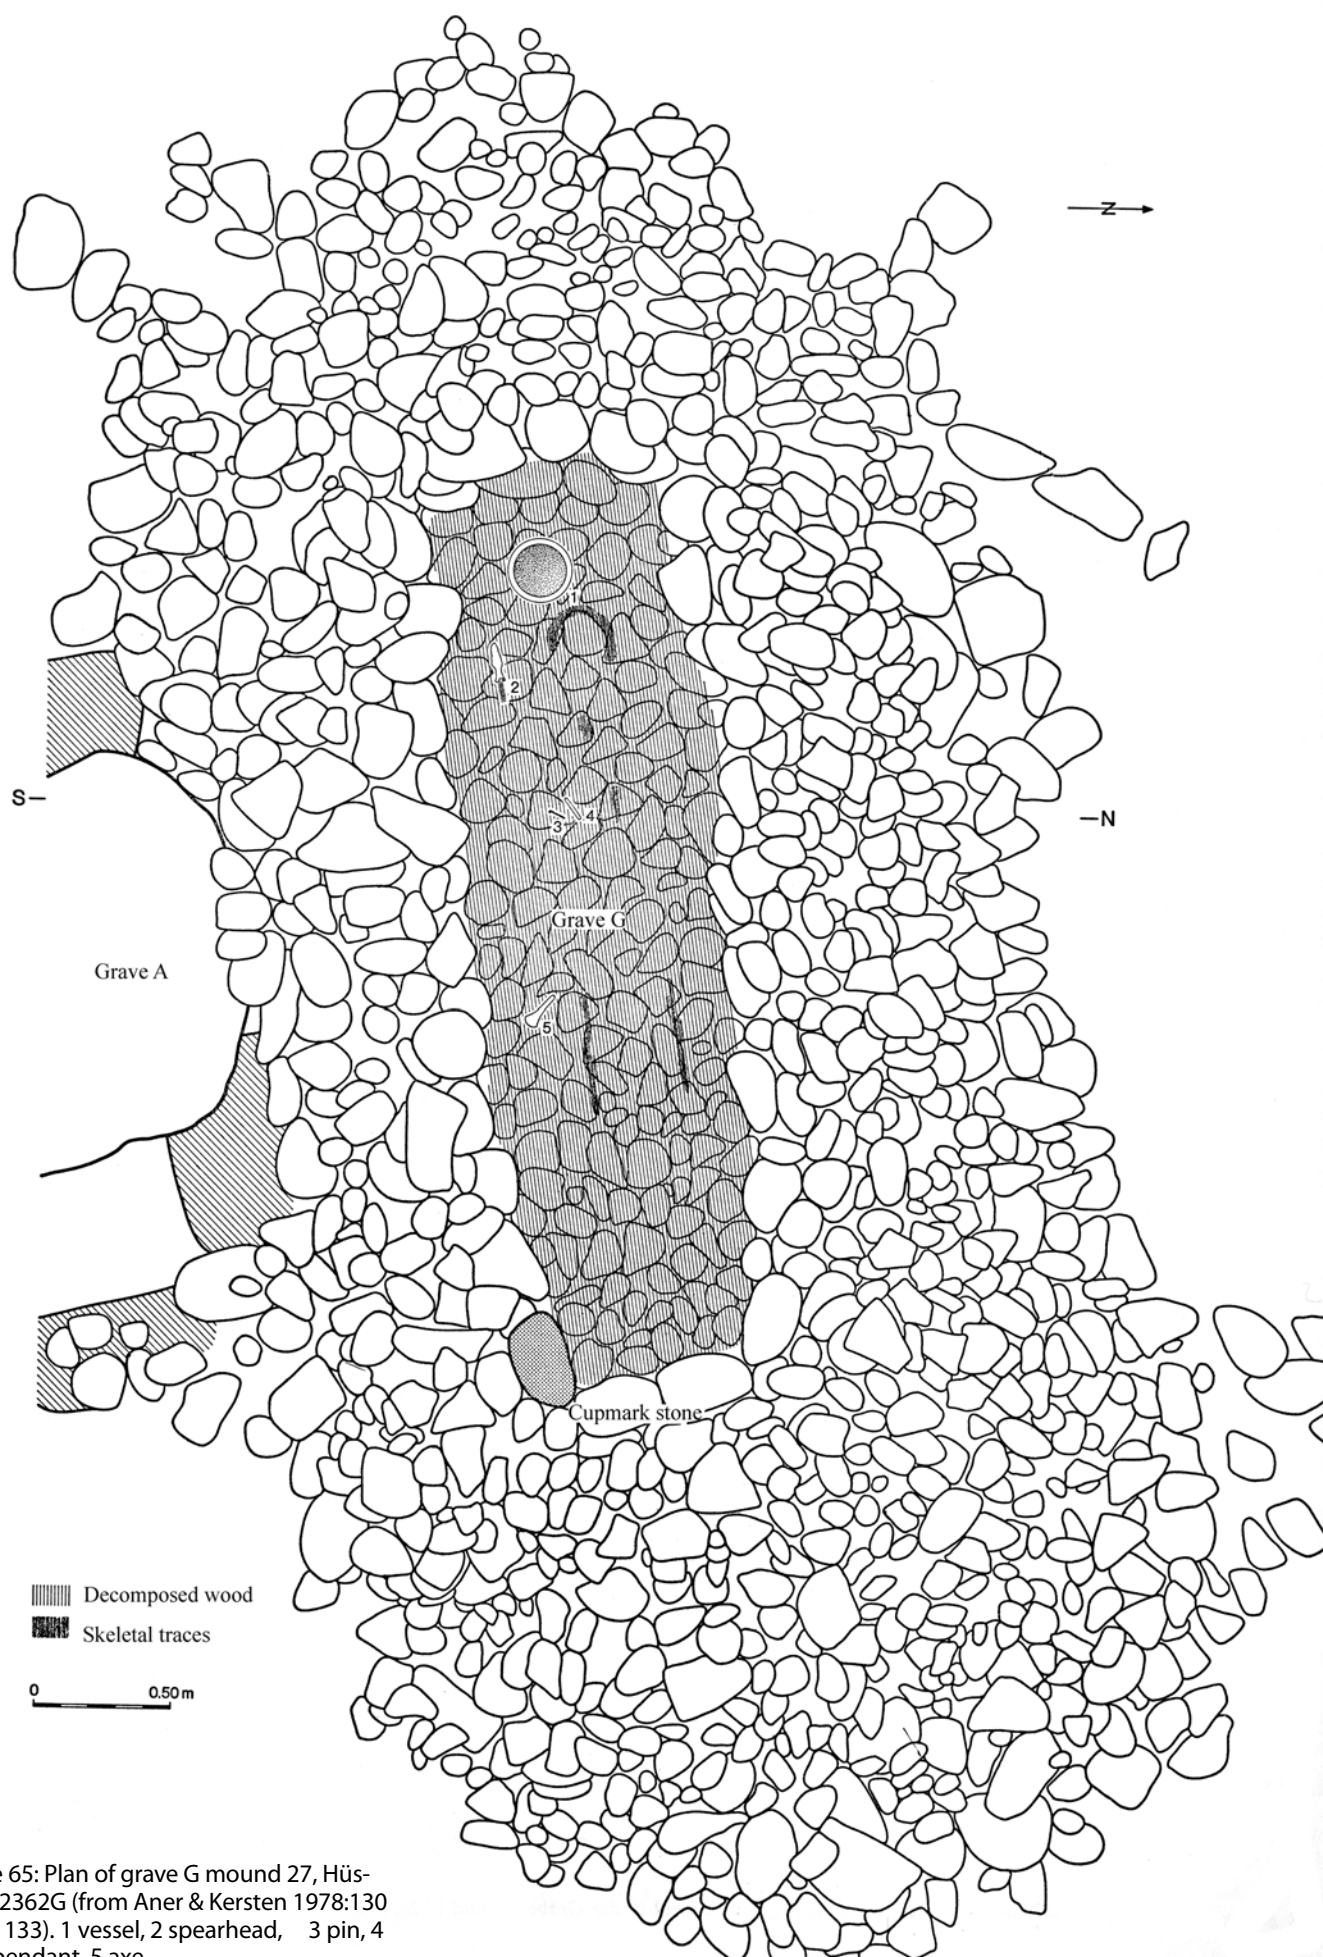 N
1
2
S–
4
3
–N
Grave G
Grave A
5
Cupmark stone
Decomposed wood
Skeletal traces
0 0.50 m
65: Plan of grave G mound 27, Hüs-
2362G (from Aner & Kersten 1978:130
133). 1 vessel, 2 spearhead, 3 pin, 4
pendant, 5 axe